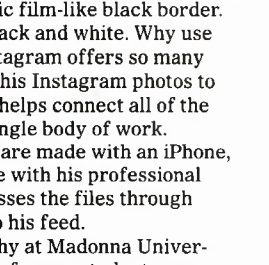 ic film-like black border.
ack and white. Why use
tagram offers so many
his Instagram photos to
helps connect all of the
ngle body of work.
are made with an iPhone,
e with his professional
sses the files through
his feed.
hy at Madonna Univer-